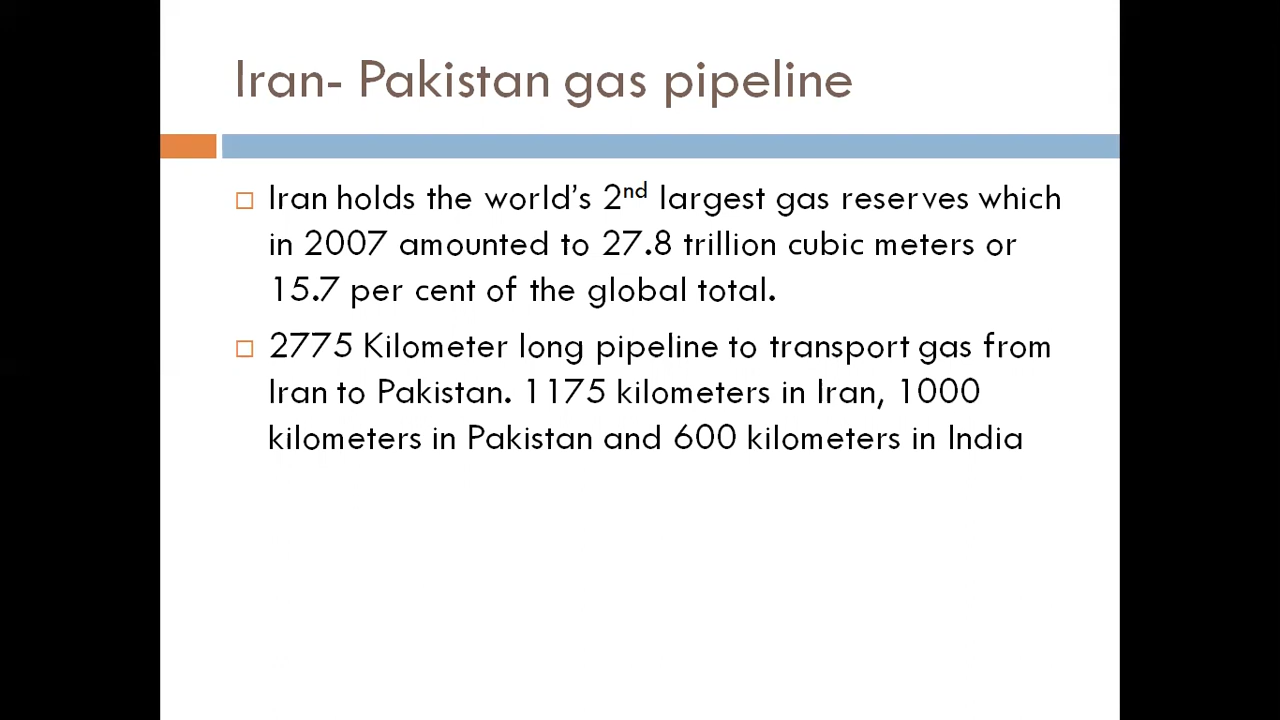 Iran- Pakistan gas pipeline
Iran holds the world’s 2nd largest gas reserves which
in 2007 amounted to 27.8 trillion cubic meters or
15.7 per cent of the global total.
2775 Kilometer long pipeline to transport gas from
Iran to Pakistan. 1175 kilometers in Iran, 1000
kilometers in Pakistan and 600 kilometers in India